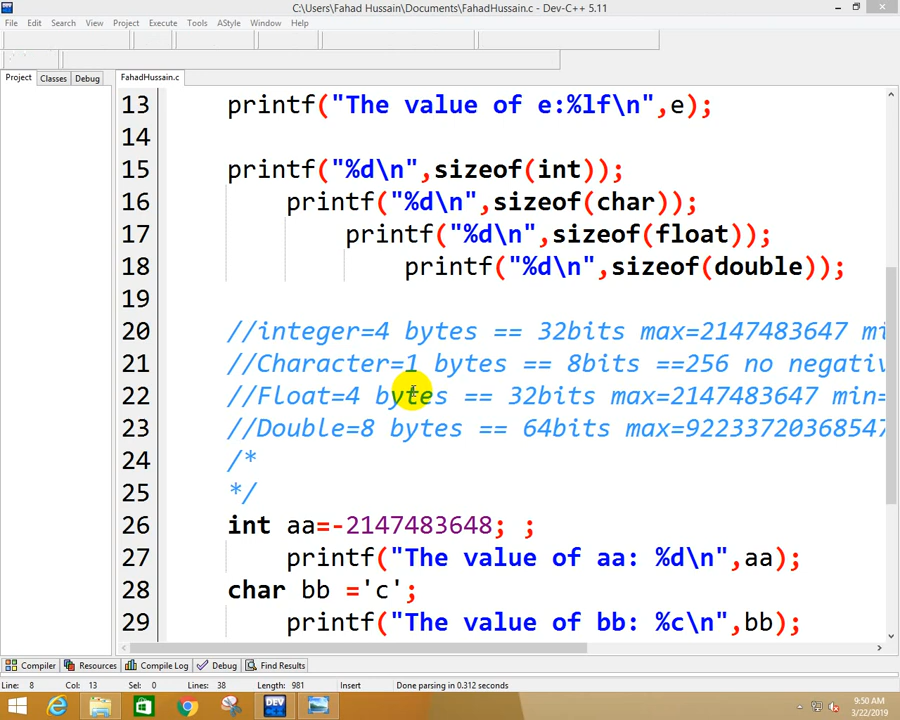 C:\Users\Fahad Hussain\Documents\FahadHussain.c - Dev-C++ 5.11
File Edit Search View Project Execute Tools AStyle Window Help
Project Classes Debug FahadHussain.c
13 printf("The value of e:%lf\n",e);
14
15 printf("%d\n",sizeof(int));
16 printf("%d\n",sizeof(char));
17 printf("%d\n",sizeof(float));
18 printf("%d\n",sizeof(double));
19
20 //integer=4 bytes == 32bits max=2147483647 mi
21 //Character=1 bytes == 8bits ==256 no negativ
22 //Float=4 bytes == 32bits max=2147483647 min=
23 //Double=8 bytes == 64bits max=92233720368547
24 /*
25 */
26 int aa=-2147483648; ;
27 printf("The value of aa: %d\n",aa);
28 char bb ='c';
29 printf("The value of bb: %c\n",bb);
Compiler Resources Compile Log Debug Find Results
Line: 8 Col: 13 Sel: 0 Lines: 38 Length: 981 Insert Done parsing in 0.312 seconds
DEV
9:50 AM
3/22/2019